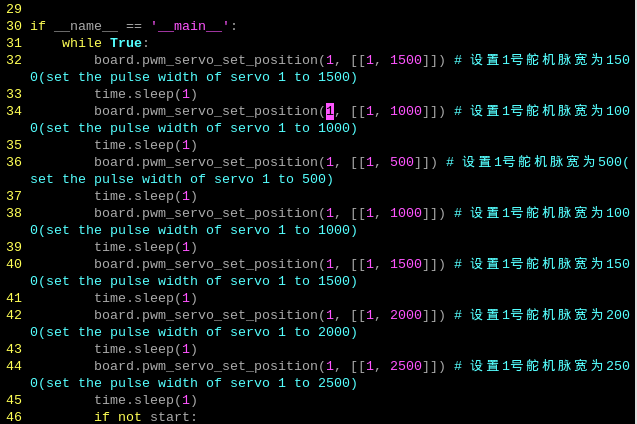 29
30 if __name__ == '__main__':
31     while True:
32         board.pwm_servo_set_position(1, [[1, 1500]]) # 设置1号舵机脉宽为150
0(set the pulse width of servo 1 to 1500)
33         time.sleep(1)
34         board.pwm_servo_set_position(1, [[1, 1000]]) # 设置1号舵机脉宽为100
0(set the pulse width of servo 1 to 1000)
35         time.sleep(1)
36         board.pwm_servo_set_position(1, [[1, 500]]) # 设置1号舵机脉宽为500(
set the pulse width of servo 1 to 500)
37         time.sleep(1)
38         board.pwm_servo_set_position(1, [[1, 1000]]) # 设置1号舵机脉宽为100
0(set the pulse width of servo 1 to 1000)
39         time.sleep(1)
40         board.pwm_servo_set_position(1, [[1, 1500]]) # 设置1号舵机脉宽为150
0(set the pulse width of servo 1 to 1500)
41         time.sleep(1)
42         board.pwm_servo_set_position(1, [[1, 2000]]) # 设置1号舵机脉宽为200
0(set the pulse width of servo 1 to 2000)
43         time.sleep(1)
44         board.pwm_servo_set_position(1, [[1, 2500]]) # 设置1号舵机脉宽为250
0(set the pulse width of servo 1 to 2500)
45         time.sleep(1)
46         if not start: